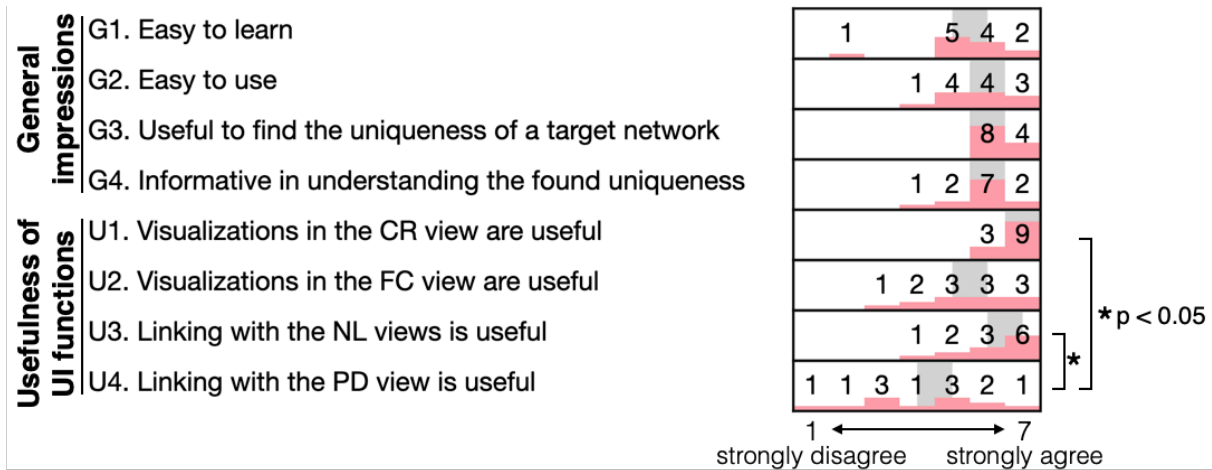 General
impressions
G1. Easy to learn
1 5 4 2
G2. Easy to use
1 4 4 3
G3. Useful to find the uniqueness of a target network
8 4
G4. Informative in understanding the found uniqueness
1 2 7 2
Usefulness of
UI functions
U1. Visualizations in the CR view are useful
3 9
U2. Visualizations in the FC view are useful
1 2 3 3 3
U3. Linking with the NL views is useful
1 2 3 6
U4. Linking with the PD view is useful
1 1 3 1 3 2 1
* p < 0.05
*
1 7
strongly disagree strongly agree